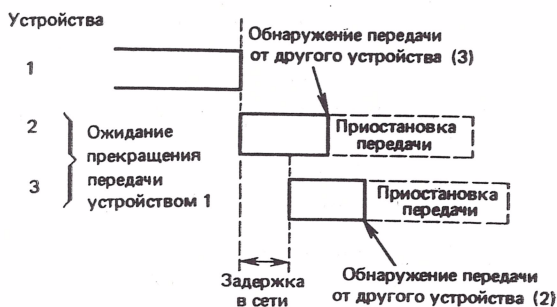 Устройства
Обнаружение передачи
от другого устройства (3)
1
2
Ожидание
прекращения
передачи
устройством 1
Приостановка
передачи
3
Приостановка
передачи
Задержка
в сети
Обнаружение передачи
от другого устройства (2)